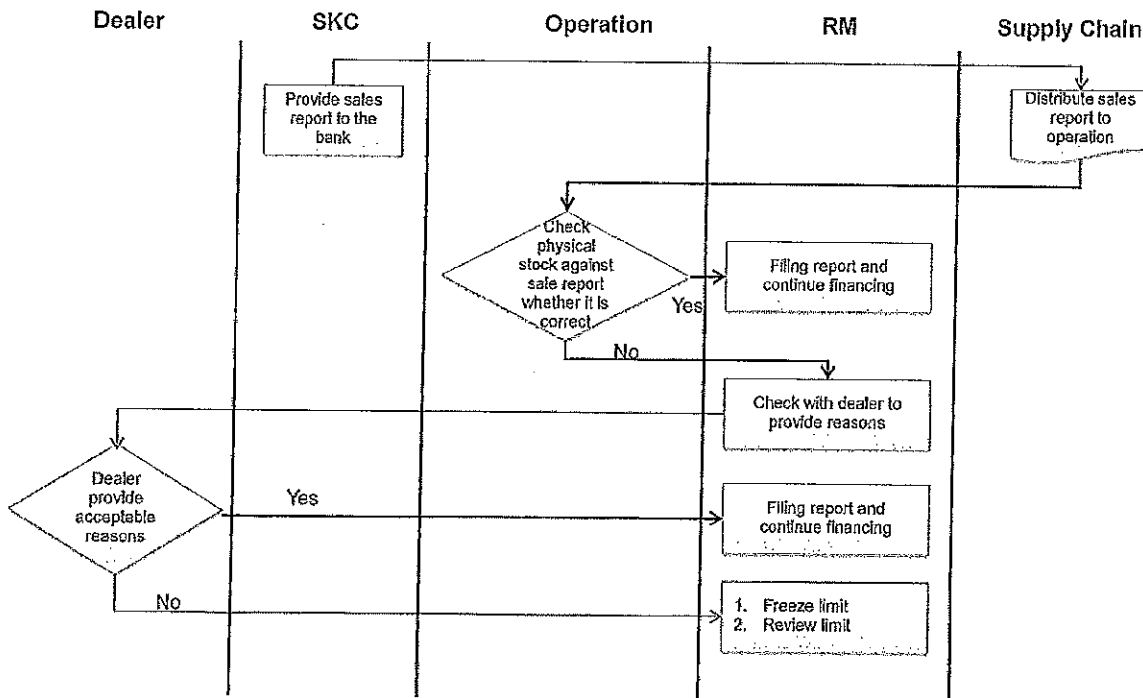 Dealer
SKC
Operation
RM
Supply Chain
Provide sales
report to the
bank
Distribute sales
report to
operation
Check
physical
stock against
sale report
whether it is
correct
Yes
Filing report and
continue financing
No
Check with dealer to
provide reasons
Dealer
provide
acceptable
reasons
Yes
Filing report and
continue financing
No
1. Freeze limit
2. Review limit